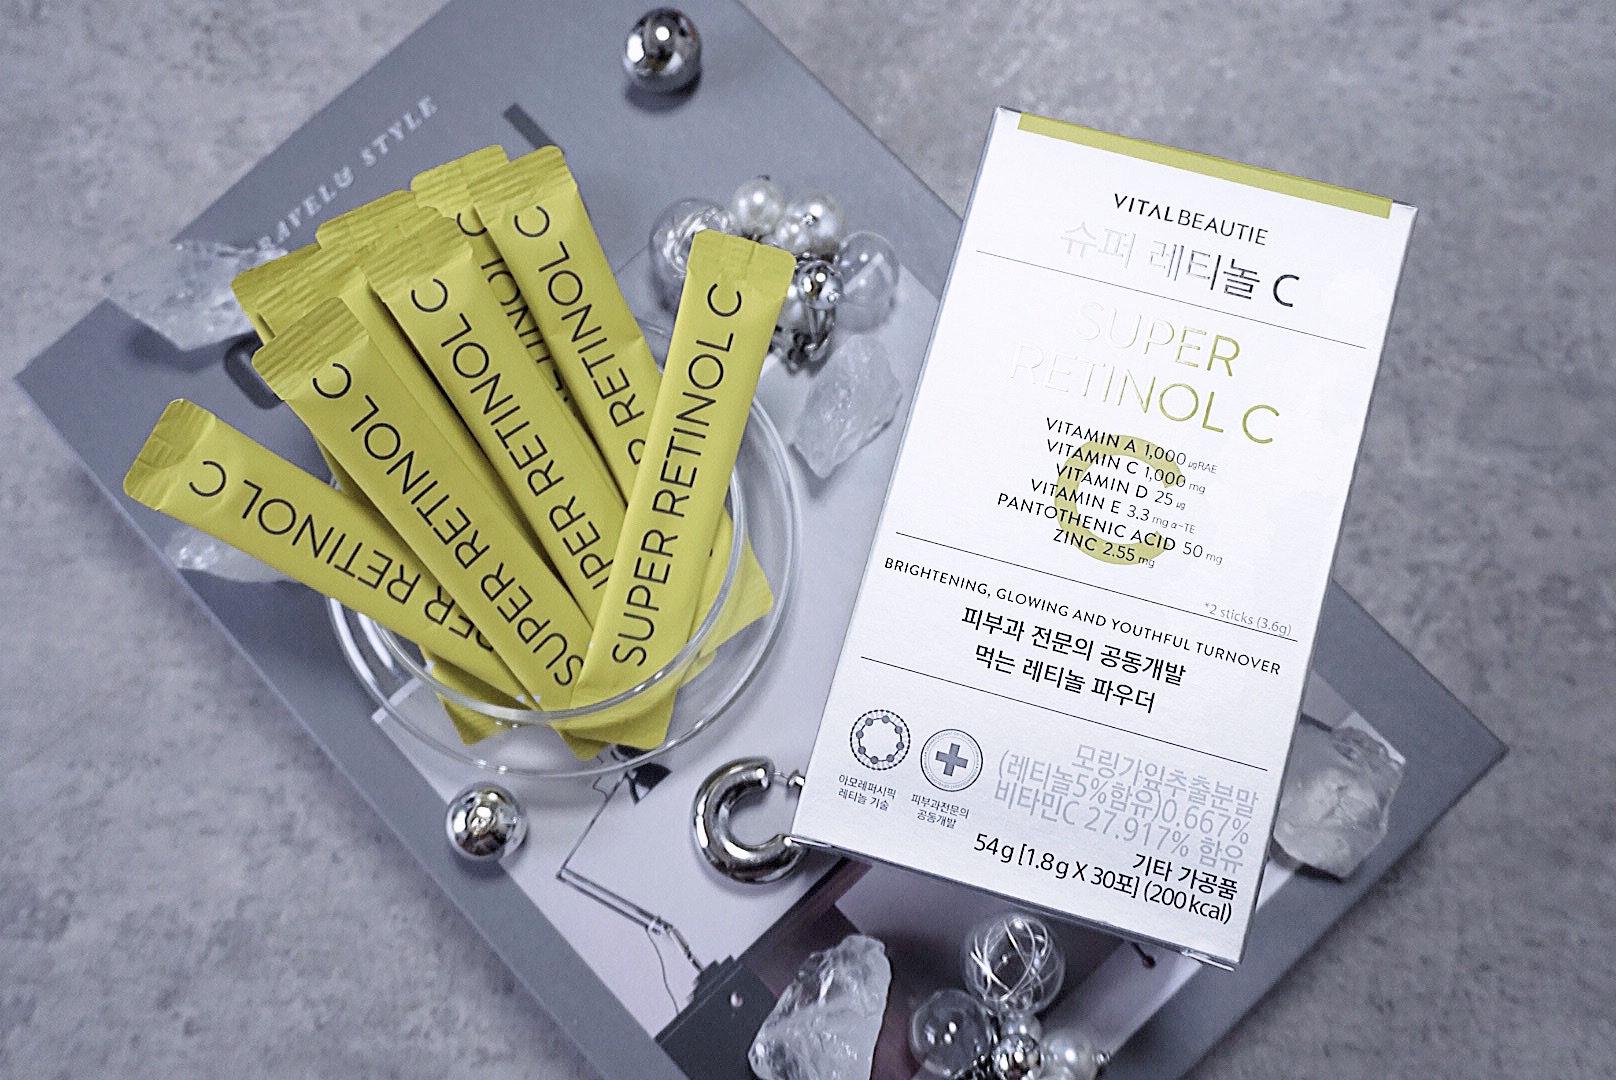 TRAVEL & STYLE
SUPER RETINOL C
RETINOL C
SUPER RETINOL C
SUPER RETINOL C
RETINOL C
SUPER RETINOL C
VITALBEAUTIE
슈퍼 레티놀 C
SUPER
RETINOL C
VITAMIN A 1,000 μgRAE
VITAMIN C 1,000 mg
VITAMIN D 25 μg
VITAMIN E 3.3 mg α-TE
PANTOTHENIC ACID 50 mg
ZINC 2.55 mg
C
*2 sticks (3.6g)
BRIGHTENING, GLOWING AND YOUTHFUL TURNOVER
피부과 전문의 공동개발
먹는 레티놀 파우더
아모레퍼시픽
레티놀 기술
피부과전문의
공동개발
모링가잎추출분말
(레티놀5%함유)0.667%
비타민C 27.917% 함유
기타 가공품
54g [1.8g X 30포] (200kcal)